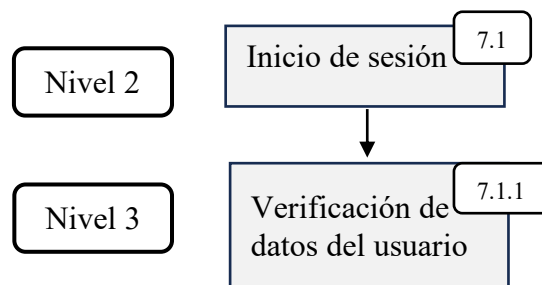 7.1
Inicio de sesión
Nivel 2
7.1.1
Verificación de
Nivel 3
datos del usuario